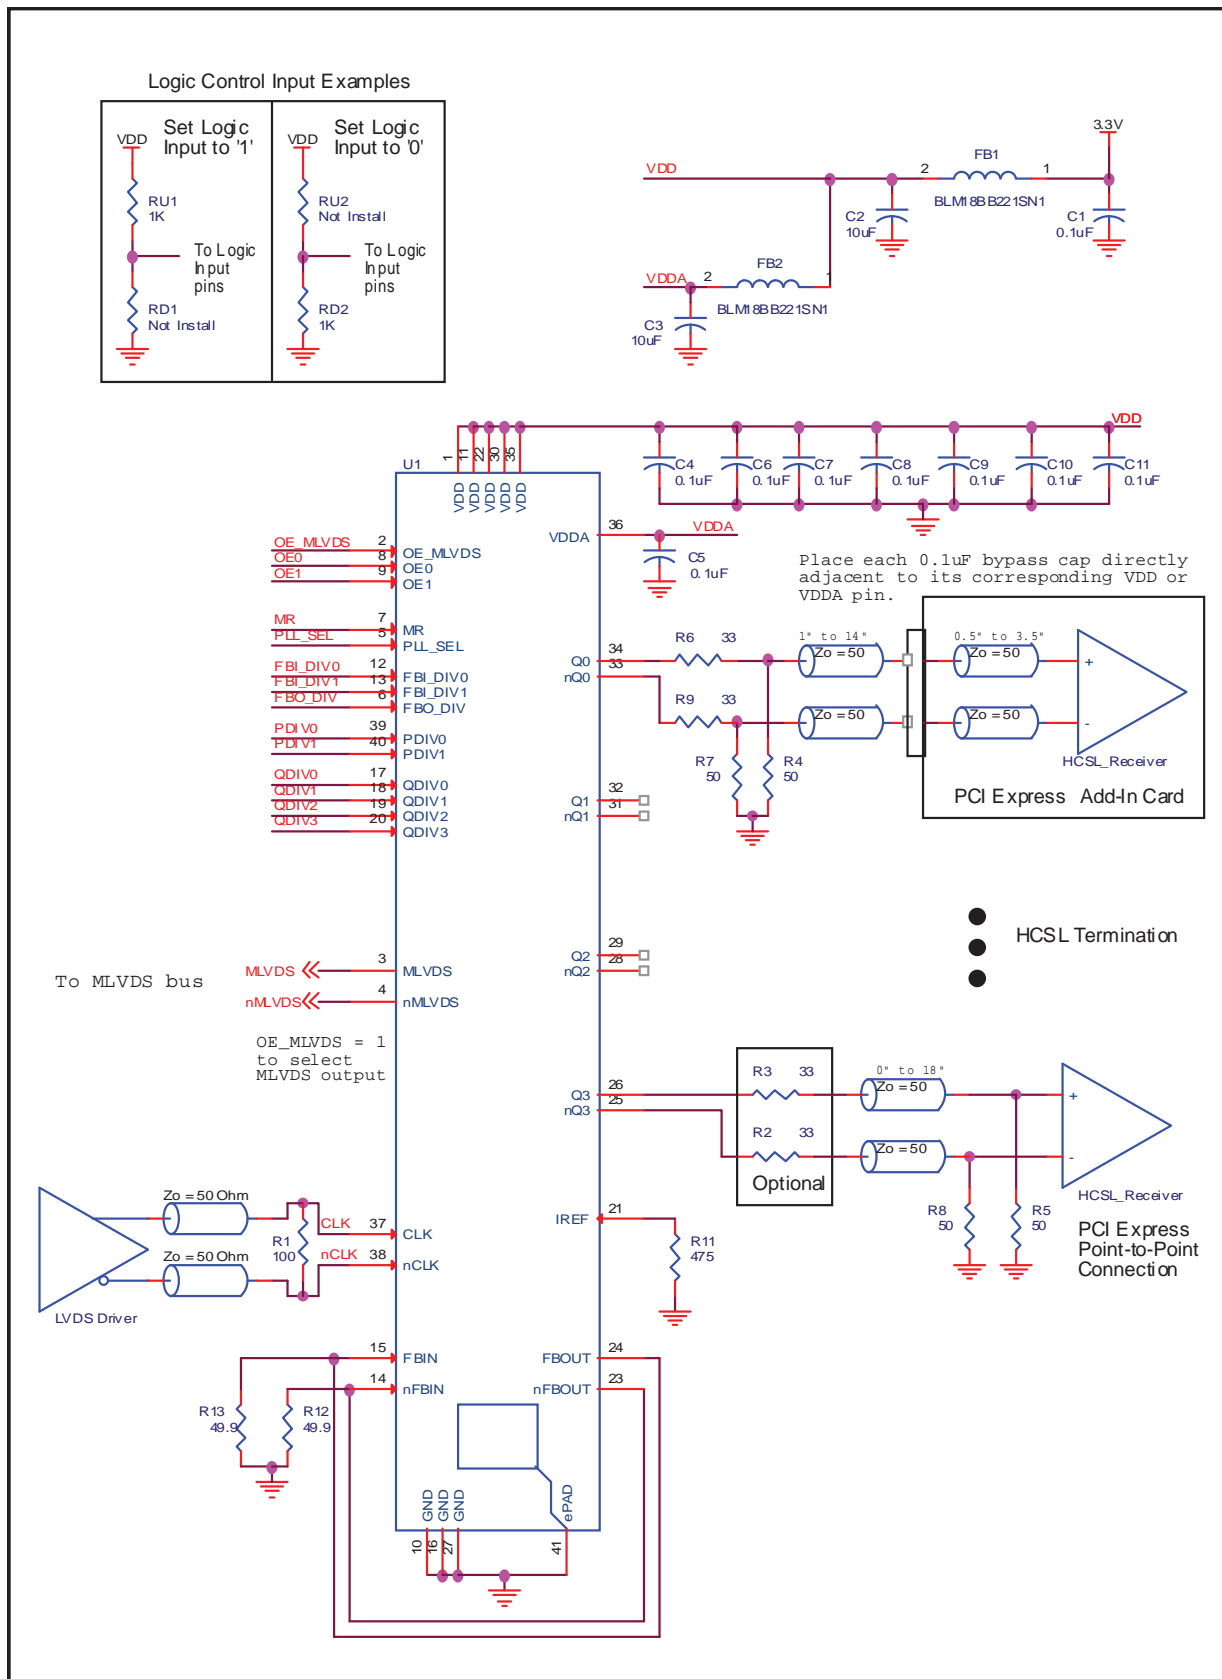 Logic Control Input Examples
VDD
Set Logic
Input to '1'
RU1
1K
To Logic
Input
pins
RD1
Not Install
VDD
Set Logic
Input to '0'
RU2
Not Install
To Logic
Input
pins
RD2
1K
3.3V
VDD
2
FB1
1
BLM18BB221SN1
C2
10uF
C1
0.1uF
VDDA
2
FB2
1
BLM18BB221SN1
C3
10uF
VDD
C4
0.1uF
C6
0.1uF
C7
0.1uF
C8
0.1uF
C9
0.1uF
C10
0.1uF
C11
0.1uF
U1
1
11
22
30
35
VDD
VDD
VDD
VDD
VDD
36
VDDA
VDDA
C5
0.1uF
Place each 0.1uF bypass cap directly
adjacent to its corresponding VDD or
VDDA pin.
OE_MLVDS
2
OE_MLVDS
OE0
8
OE0
OE1
9
OE1
MR
7
MR
PLL_SEL
5
PLL_SEL
FBI_DIV0
12
FBI_DIV0
FBI_DIV1
13
FBI_DIV1
FBO_DIV
6
FBO_DIV
PDIV0
39
PDIV0
PDIV1
40
PDIV1
QDIV0
17
QDIV0
QDIV1
18
QDIV1
QDIV2
19
QDIV2
QDIV3
20
QDIV3
Q0
34
nQ0
33
R6
33
R9
33
R7
50
R4
50
1" to 14"
Zo = 50
Zo = 50
0.5" to 3.5"
Zo = 50
Zo = 50
+
-
HCSL_Receiver
PCI Express Add-In Card
Q1
32
nQ1
31
Q2
29
nQ2
28
HCSL Termination
To MLVDS bus
MLVDS
3
MLVDS
nMLVDS
4
nMLVDS
OE_MLVDS = 1
to select
MLVDS output
Q3
26
nQ3
25
R3
33
R2
33
Optional
0" to 18"
Zo = 50
Zo = 50
+
-
HCSL_Receiver
R8
50
R5
50
PCI Express
Point-to-Point
Connection
LVDS Driver
Zo = 50 Ohm
Zo = 50 Ohm
R1
100
CLK
37
CLK
nCLK
38
nCLK
IREF
21
R11
475
15
FBIN
14
nFBIN
FBOUT
24
nFBOUT
23
R13
49.9
R12
49.9
GND
GND
GND
ePAD
10
16
27
41